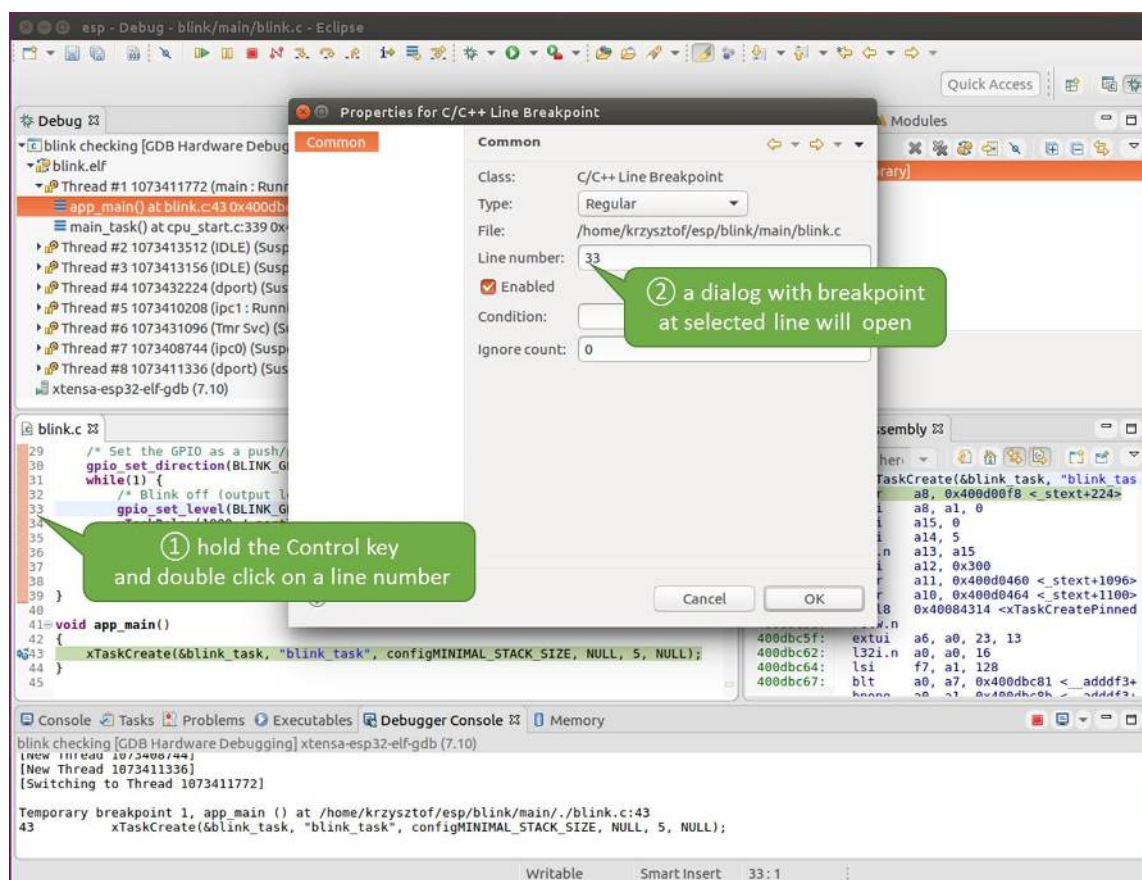 esp - Debug - blink/main/blink.c - Eclipse
Quick Access
Debug
Modules
blink checking [GDB Hardware Debug
blink.elf
Thread #1 1073411772 (main : Runn
app_main() at blink.c:43 0x400dbc
main_task() at cpu_start.c:339 0x4
Thread #2 1073413512 (IDLE) (Susp
Thread #3 1073413156 (IDLE) (Susp
Thread #4 1073432224 (dport) (Sus
Thread #5 1073410208 (ipc1 : Runni
Thread #6 1073431096 (Tmr Svc) (S
Thread #7 1073408744 (ipc0) (Susp
Thread #8 1073411336 (dport) (Sus
xtensa-esp32-elf-gdb (7.10)
rary]
Properties for C/C++ Line Breakpoint
Common
Common
Class: C/C++ Line Breakpoint
Type: Regular
File: /home/krzysztof/esp/blink/main/blink.c
Line number: 33
Enabled
Condition:
Ignore count: 0
② a dialog with breakpoint
at selected line will open
Cancel OK
blink.c
29 /* Set the GPIO as a push/
30 gpio_set_direction(BLINK_G
31 while(1) {
32 /* Blink off (output l
33 gpio_set_level(BLINK_G
34
35
36
37
38
39 }
40
41 void app_main()
42 {
43 xTaskCreate(&blink_task, "blink_task", configMINIMAL_STACK_SIZE, NULL, 5, NULL);
44 }
45
① hold the Control key
and double click on a line number
ssembly
her
TaskCreate(&blink_task, "blink_tas
r a8, 0x400d00f8 <_stext+224>
i a8, a1, 0
i a15, 0
i a14, 5
.n a13, a15
i a12, 0x300
r a11, 0x400d0460 <_stext+1096>
r a10, 0x400d0464 <_stext+1100>
l8 0x40084314 <xTaskCreatePinned
400dbc5f: extui a6, a0, 23, 13
400dbc62: l32i.n a0, a0, 16
400dbc64: lsi f7, a1, 128
400dbc67: blt a0, a7, 0x400dbc81 <__adddf3+
Console Tasks Problems Executables Debugger Console Memory
blink checking [GDB Hardware Debugging] xtensa-esp32-elf-gdb (7.10)
[New Thread 1073408744]
[New Thread 1073411336]
[Switching to Thread 1073411772]
Temporary breakpoint 1, app_main () at /home/krzysztof/esp/blink/main/./blink.c:43
43 xTaskCreate(&blink_task, "blink_task", configMINIMAL_STACK_SIZE, NULL, 5, NULL);
Writable Smart Insert 33 : 1